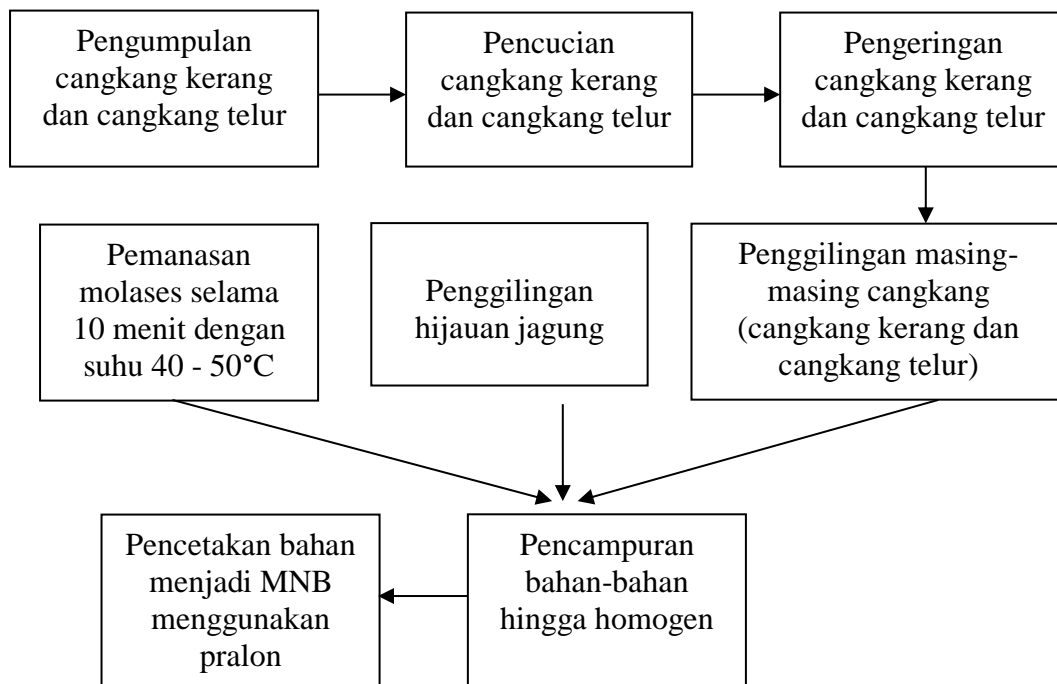 Pengumpulan
cangkang kerang
dan cangkang telur
Pencucian
cangkang kerang
dan cangkang telur
Pengeringan
cangkang kerang
dan cangkang telur
Pemanasan
molases selama
10 menit dengan
suhu 40 - 50°C
Penggilingan
hijauan jagung
Penggilingan masing-
masing cangkang
(cangkang kerang dan
cangkang telur)
Pencetakan bahan
menjadi MNB
menggunakan
pralon
Pencampuran
bahan-bahan
hingga homogen